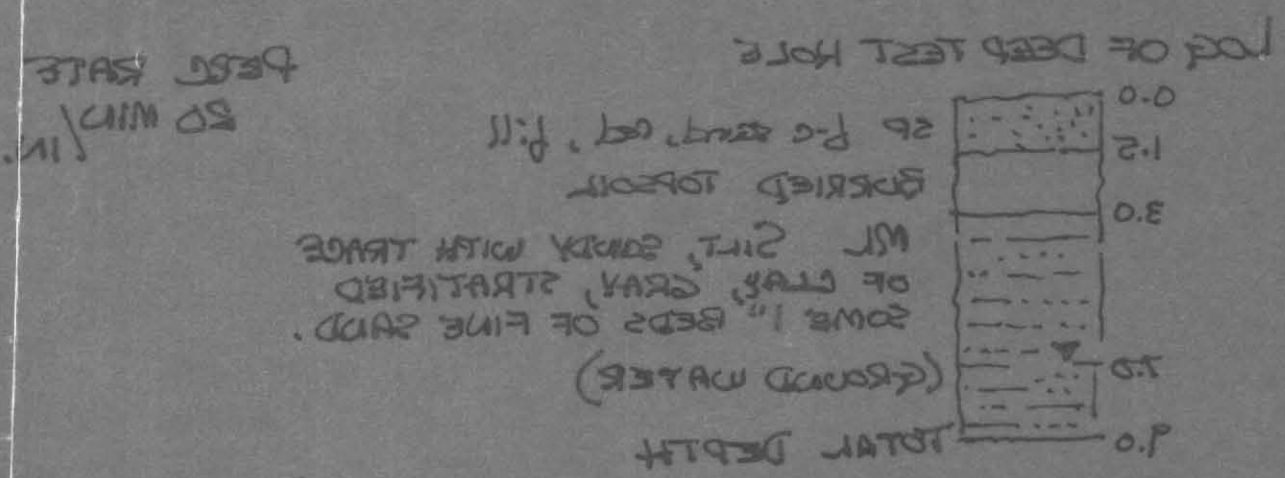 LOG OF DEEP TEST HOLE
0.0
SP f-c sand, red, fill
1.5
BURRIED TOPSOIL
3.0
ML SILT, SANDY WITH TRACE
OF CLAY, GRAY, STRATIFIED
SOME 1" BEDS OF FINE SAND.
7.0 (GROUND WATER)
9.0 TOTAL DEPTH
PERC RATE
20 MIN/IN.